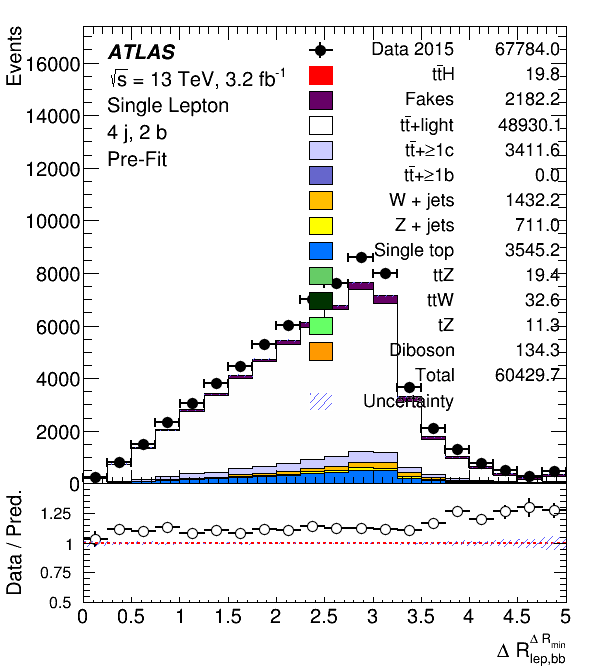 Events
16000
14000
12000
10000
8000
6000
4000
2000
0
ATLAS
√s = 13 TeV, 3.2 fb⁻¹
Single Lepton
4 j, 2 b
Pre-Fit
Data 2015 67784.0
tt̄H 19.8
Fakes 2182.2
tt̄+light 48930.1
tt̄+≥1c 3411.6
tt̄+≥1b 0.0
W + jets 1432.2
Z + jets 711.0
Single top 3545.2
ttZ 19.4
ttW 32.6
tZ 11.3
Diboson 134.3
Total 60429.7
Uncertainty
Data / Pred.
1.25
1
0.75
0.5
0 0.5 1 1.5 2 2.5 3 3.5 4 4.5 5
Δ R_{lep,bb}^{Δ R_{min}}